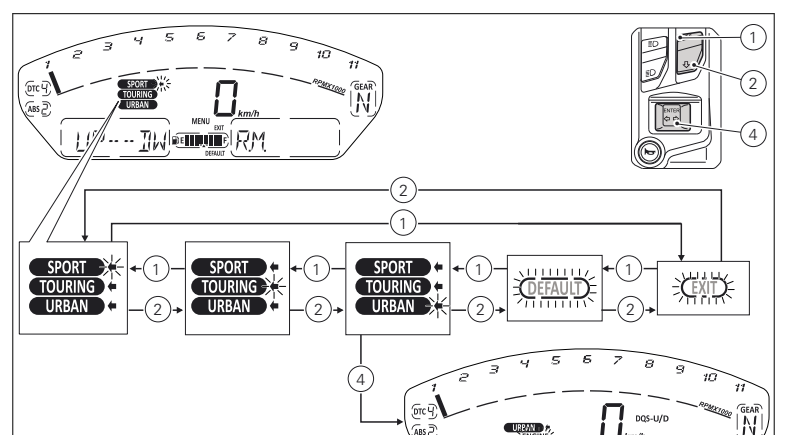 1 2 3 4 5 6 7 8 9 10 11
RPMX1000
DTC 4
ABS 2
SPORT
TOURING
URBAN
0 km/h
GEAR
N
MENU
EXIT
UP---DW
E F
DEFAULT
RM.
ENTER
1
2
4
2
1
SPORT
TOURING
URBAN
1
2
SPORT
TOURING
URBAN
1
2
SPORT
TOURING
URBAN
1
2
DEFAULT
1
2
EXIT
4
1 2 3 4 5 6 7 8 9 10 11
RPMX1000
DTC 4
ABS 2
URBAN
0
DQS-U/D
GEAR
N